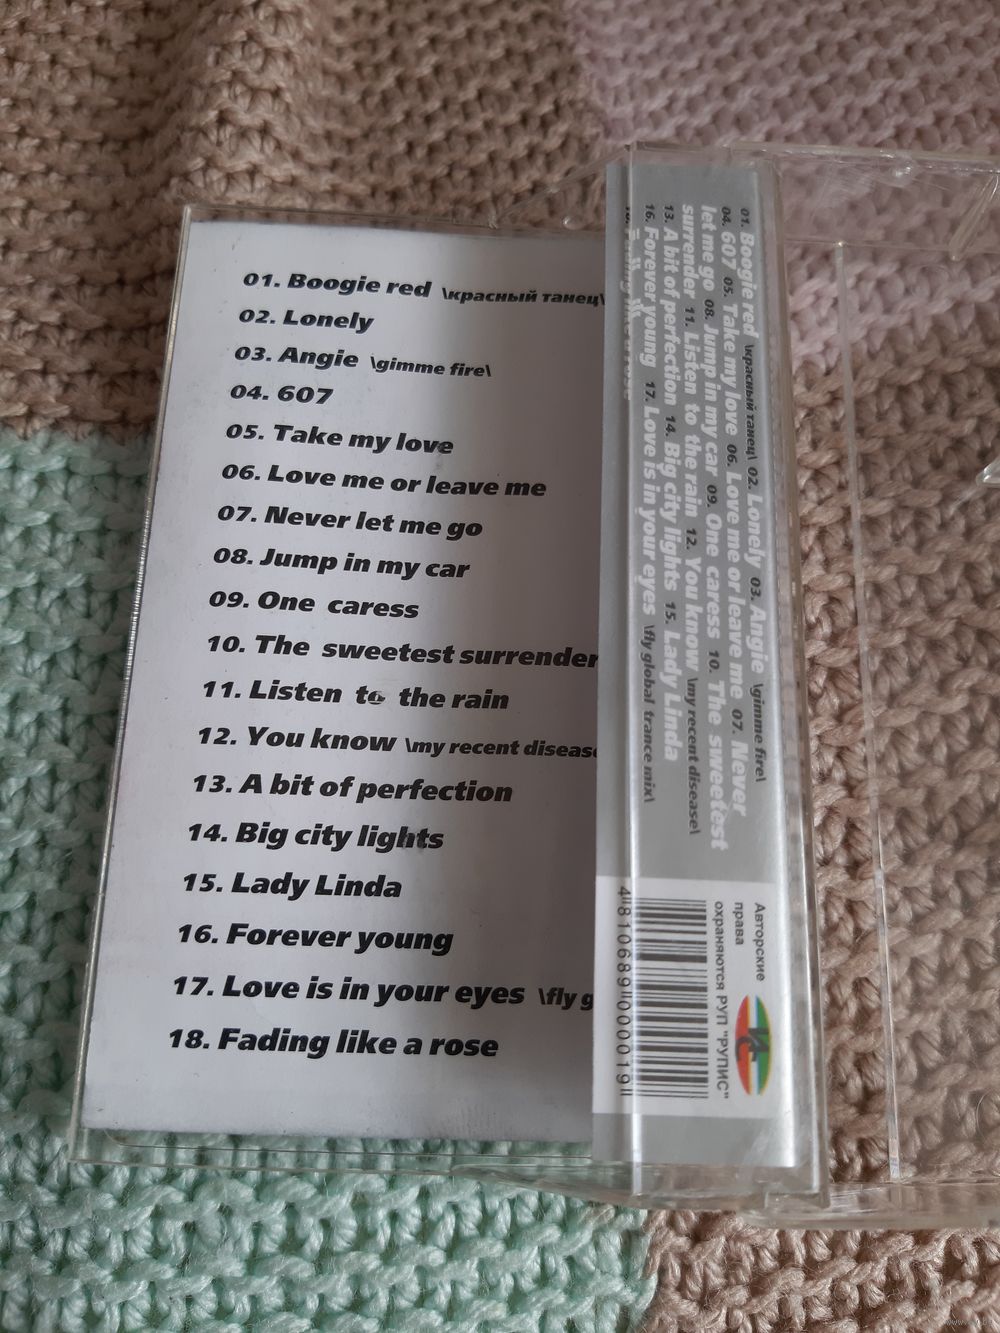 01. Boogie red \красный танец\
02. Lonely
03. Angie \gimme fire\
04. 607
05. Take my love
06. Love me or leave me
07. Never let me go
08. Jump in my car
09. One caress
10. The sweetest surrender
11. Listen to the rain
12. You know \my recent disease
13. A bit of perfection
14. Big city lights
15. Lady Linda
16. Forever young
17. Love is in your eyes \fly g
18. Fading like a rose
01. Boogie red \красный танец\ 02. Lonely 03. Angie \gimme fire\
04. 607 05. Take my love 06. Love me or leave me 07. Never
let me go 08. Jump in my car 09. One caress 10. The sweetest
surrender 11. Listen to the rain 12. You know \my recent disease\
13. A bit of perfection 14. Big city lights 15. Lady Linda
16. Forever young 17. Love is in your eyes \fly global trance mix\
18. Fading like a rose
Авторские
права
охраняются РУП "РУПИС"
4 810689 000019